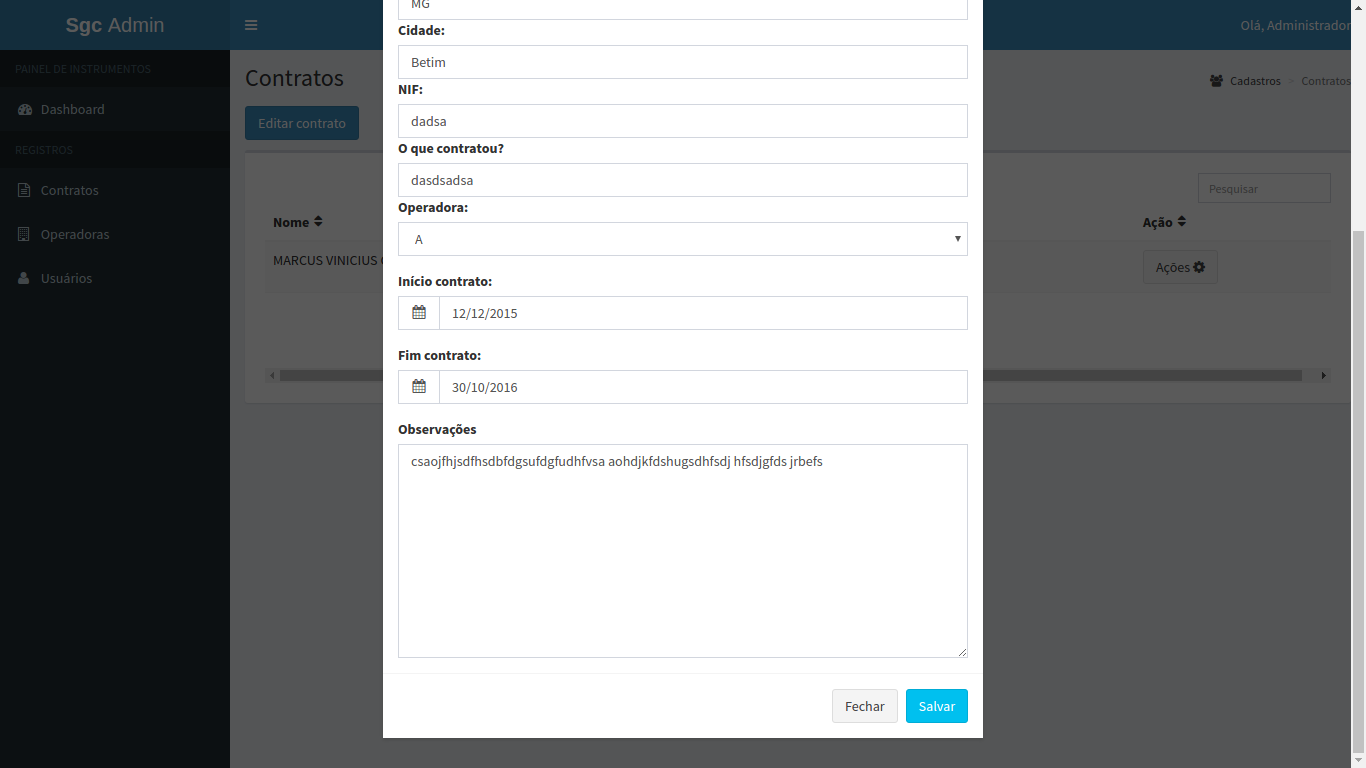 Sgc Admin
Olá, Administrador
PAINEL DE INSTRUMENTOS
Dashboard
REGISTROS
Contratos
Operadoras
Usuários
Contratos
Cadastros > Contratos
Editar contrato
Pesquisar
Nome
Ação
MARCUS VINICIUS
Ações
MG
Cidade:
Betim
NIF:
dadsa
O que contratou?
dasdsadsa
Operadora:
A
Início contrato:
12/12/2015
Fim contrato:
30/10/2016
Observações
csaojfhjsdfhsdbfdgsufdgfudhfvsa aohdjkfdshugsdhfsdj hfsdjgfds jrbefs
Fechar
Salvar